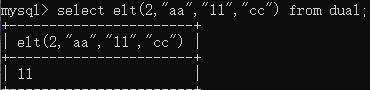 mysql> select elt(2,"aa","11","cc") from dual;
+-----------------------+
| elt(2,"aa","11","cc") |
+-----------------------+
| 11                    |